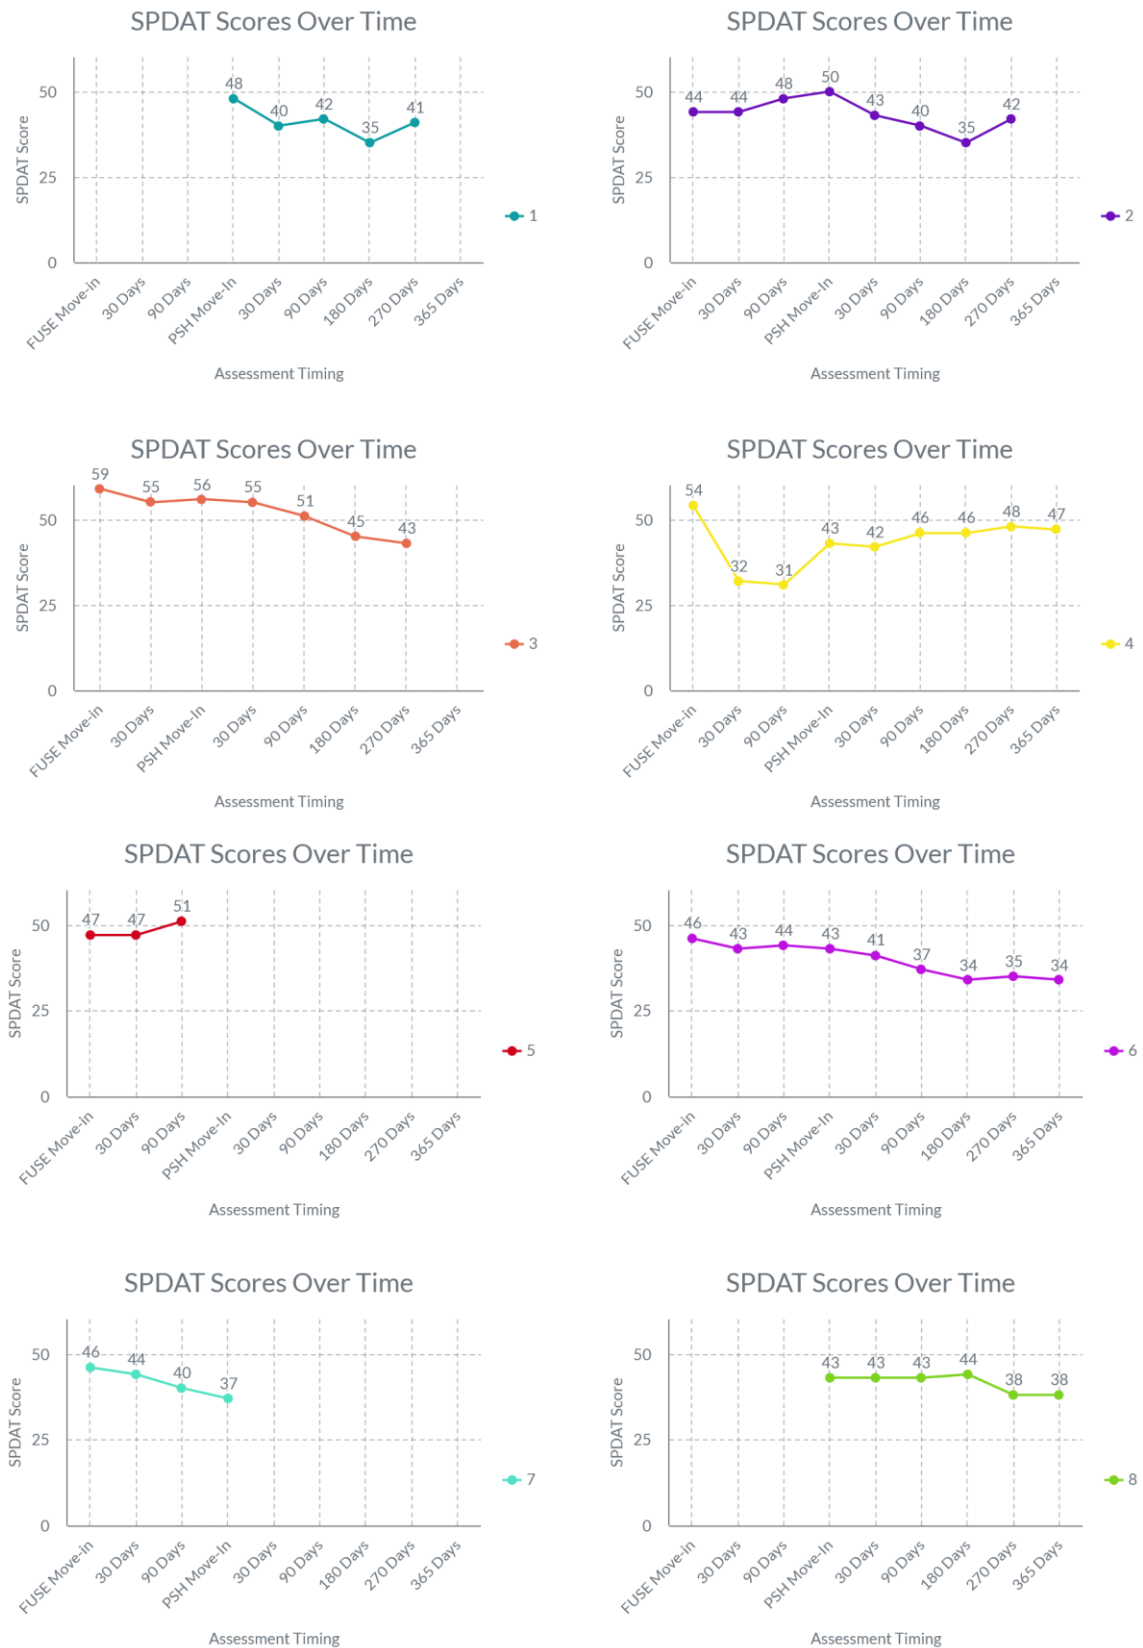 SPDAT Scores Over Time
50
25
0
SPDAT Score
48
40
42
35
41
1
FUSE Move-in
30 Days
90 Days
PSH Move-In
30 Days
90 Days
180 Days
270 Days
365 Days
Assessment Timing
SPDAT Scores Over Time
50
25
0
SPDAT Score
44
44
48
50
43
40
35
42
2
FUSE Move-in
30 Days
90 Days
PSH Move-In
30 Days
90 Days
180 Days
270 Days
365 Days
Assessment Timing
SPDAT Scores Over Time
50
25
0
SPDAT Score
59
55
56
55
51
45
43
3
FUSE Move-in
30 Days
PSH Move-In
30 Days
90 Days
180 Days
270 Days
365 Days
Assessment Timing
SPDAT Scores Over Time
50
25
0
SPDAT Score
54
32
31
43
42
46
46
48
47
4
FUSE Move-in
30 Days
90 Days
PSH Move-In
30 Days
90 Days
180 Days
270 Days
365 Days
Assessment Timing
SPDAT Scores Over Time
50
25
0
SPDAT Score
47
47
51
5
FUSE Move-in
30 Days
90 Days
PSH Move-In
30 Days
90 Days
180 Days
270 Days
365 Days
Assessment Timing
SPDAT Scores Over Time
50
25
0
SPDAT Score
46
43
44
43
41
37
34
35
34
6
FUSE Move-in
30 Days
90 Days
PSH Move-In
30 Days
90 Days
180 Days
270 Days
365 Days
Assessment Timing
SPDAT Scores Over Time
50
25
0
SPDAT Score
46
44
40
37
7
FUSE Move-in
30 Days
90 Days
PSH Move-In
30 Days
90 Days
180 Days
270 Days
365 Days
Assessment Timing
SPDAT Scores Over Time
50
25
0
SPDAT Score
43
43
43
44
38
38
8
FUSE Move-in
30 Days
90 Days
PSH Move-In
30 Days
90 Days
180 Days
270 Days
365 Days
Assessment Timing